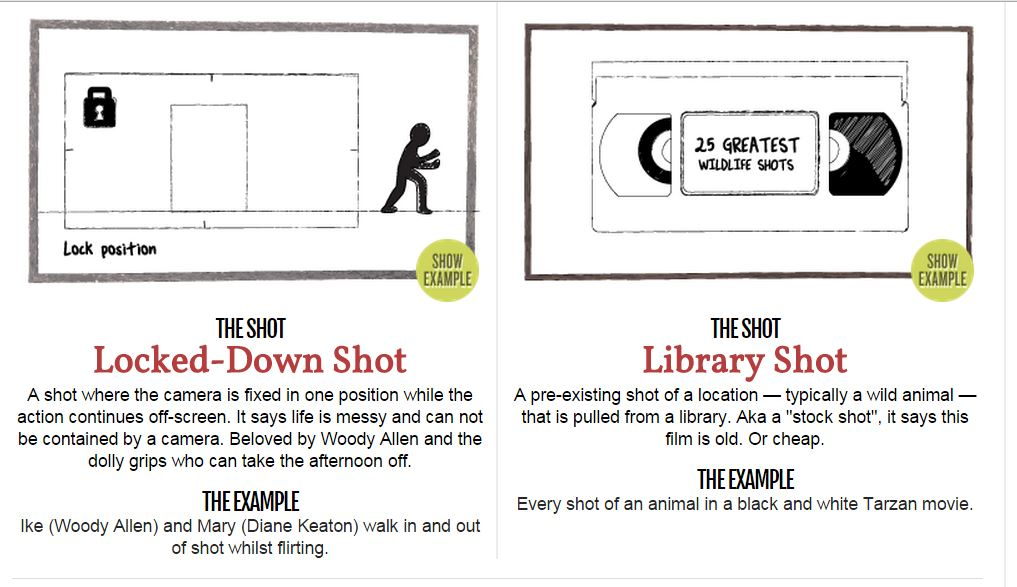 Lock position
SHOW
EXAMPLE
THE SHOT
Locked-Down Shot
A shot where the camera is fixed in one position while the
action continues off-screen. It says life is messy and can not
be contained by a camera. Beloved by Woody Allen and the
dolly grips who can take the afternoon off.
THE EXAMPLE
Ike (Woody Allen) and Mary (Diane Keaton) walk in and out
of shot whilst flirting.
25 GREATEST
WILDLIFE SHOTS
SHOW
EXAMPLE
THE SHOT
Library Shot
A pre-existing shot of a location — typically a wild animal —
that is pulled from a library. Aka a "stock shot", it says this
film is old. Or cheap.
THE EXAMPLE
Every shot of an animal in a black and white Tarzan movie.